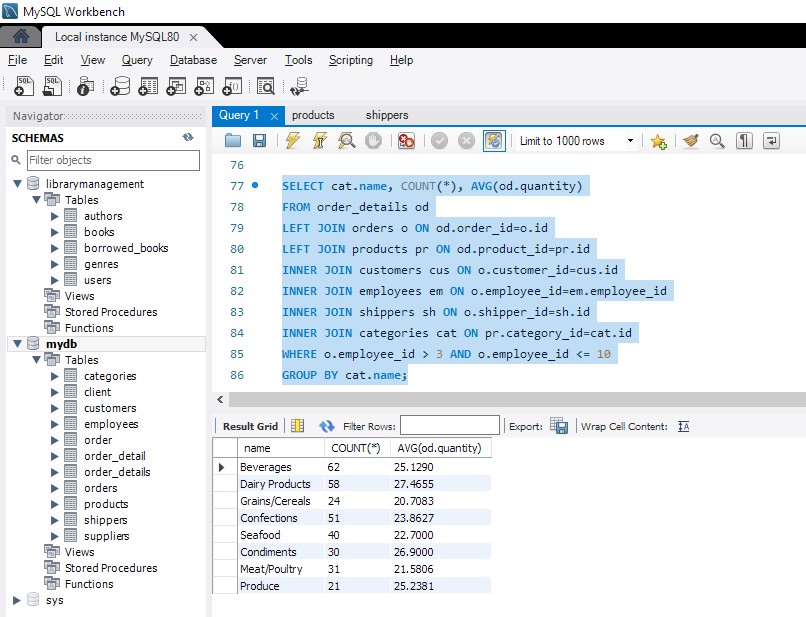 MySQL Workbench
Local instance MySQL80
File Edit View Query Database Server Tools Scripting Help
Navigator
SCHEMAS
Filter objects
librarymanagement
Tables
authors
books
borrowed_books
genres
users
Views
Stored Procedures
Functions
mydb
Tables
categories
client
customers
employees
order
order_detail
order_details
orders
products
shippers
suppliers
Views
Stored Procedures
Functions
sys
Query 1 products shippers
Limit to 1000 rows
76
77 SELECT cat.name, COUNT(*), AVG(od.quantity)
78 FROM order_details od
79 LEFT JOIN orders o ON od.order_id=o.id
80 LEFT JOIN products pr ON od.product_id=pr.id
81 INNER JOIN customers cus ON o.customer_id=cus.id
82 INNER JOIN employees em ON o.employee_id=em.employee_id
83 INNER JOIN shippers sh ON o.shipper_id=sh.id
84 INNER JOIN categories cat ON pr.category_id=cat.id
85 WHERE o.employee_id > 3 AND o.employee_id <= 10
86 GROUP BY cat.name;
Result Grid Filter Rows: Export: Wrap Cell Content:
name COUNT(*) AVG(od.quantity)
Beverages 62 25.1290
Dairy Products 58 27.4655
Grains/Cereals 24 20.7083
Confections 51 23.8627
Seafood 40 22.7000
Condiments 30 26.9000
Meat/Poultry 31 21.5806
Produce 21 25.2381